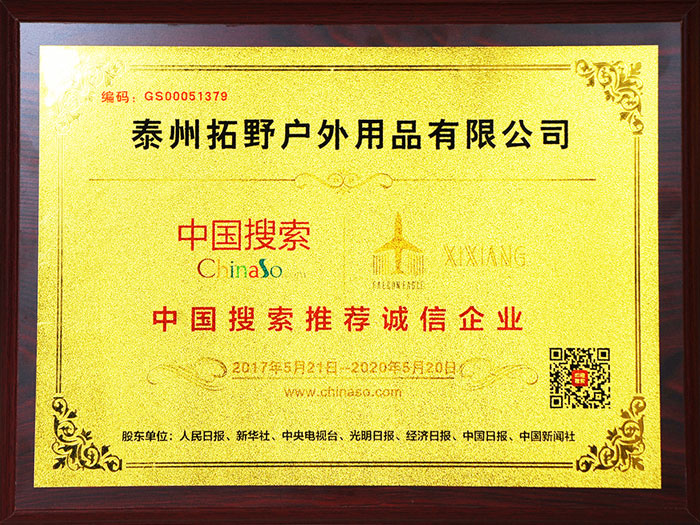 编码：GS00051379
泰州拓野户外用品有限公司
中国搜索
ChinaSo.com
FALCON EAGLE
XIXIANG
中国搜索推荐诚信企业
2017年5月21日--2020年5月20日
www.chinaso.com
股东单位：人民日报、新华社、中央电视台、光明日报、经济日报、中国日报、中国新闻社